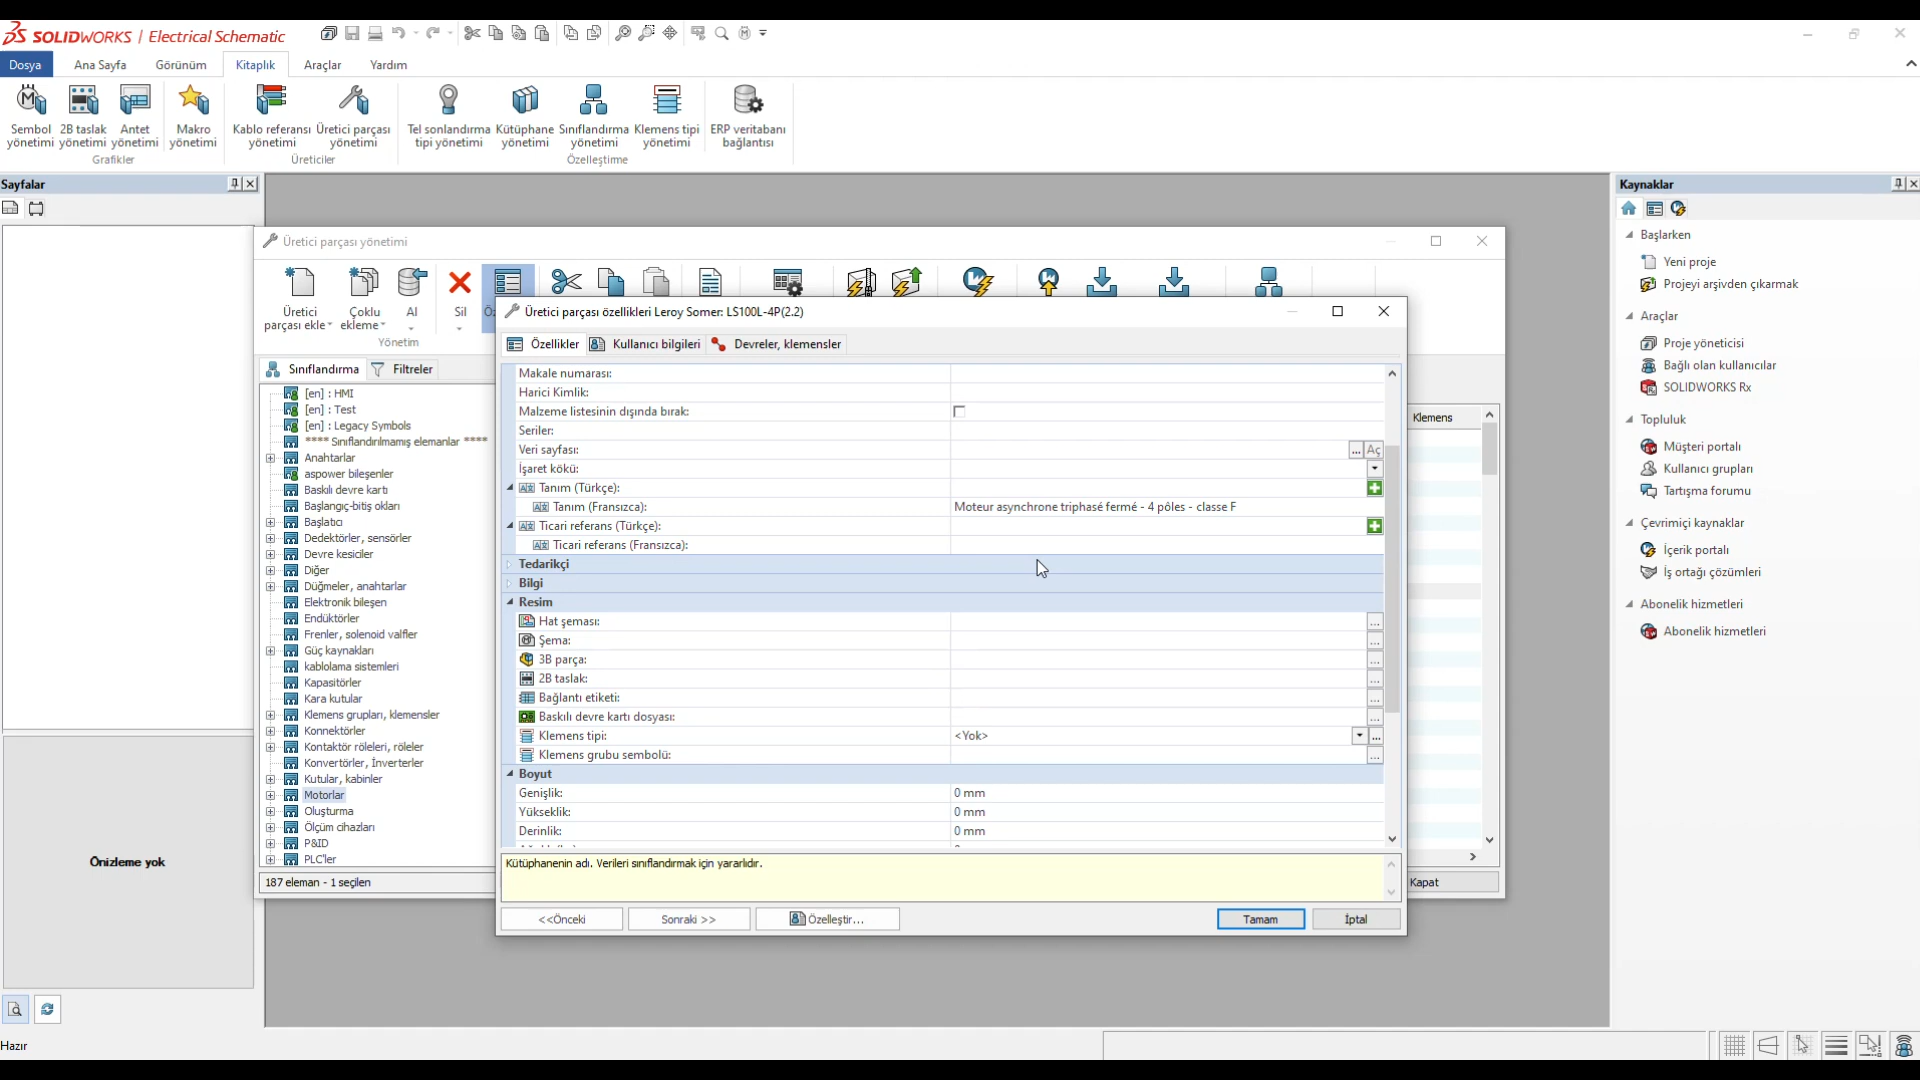 SOLIDWORKS | Electrical Schematic
Dosya
Ana Sayfa
Görünüm
Kitaplık
Araçlar
Yardım
Sembol yönetimi
2B taslak yönetimi
Antet yönetimi
Makro yönetimi
Kablo referansı yönetimi
Üretici parçası yönetimi
Tel sonlandırma tipi yönetimi
Kütüphane yönetimi
Sınıflandırma yönetimi
Klemens tipi yönetimi
ERP veritabanı bağlantısı
Grafikler
Üreticiler
Özelleştirme
Sayfalar
Önizleme yok
Hazır
Üretici parçası yönetimi
Üretici parçası ekle
Çoklu ekleme
Al
Sil
Yönetim
Sınıflandırma
Filtreler
[en] : HMI
[en] : Test
[en] : Legacy Symbols
**** Sınıflandırılmamış elemanlar ****
Anahtarlar
aspower bileşenler
Baskılı devre kartı
Başlangıç-bitiş okları
Başlatıcı
Dedektörler, sensörler
Devre kesiciler
Diğer
Düğmeler, anahtarlar
Elektronik bileşen
Endüktörler
Frenler, solenoid valfler
Güç kaynakları
kablolama sistemleri
Kapasitörler
Kara kutular
Klemens grupları, klemensler
Konnektörler
Kontaktör röleleri, röleler
Konvertörler, İnverterler
Kutular, kabinler
Motorlar
Oluşturma
Ölçüm cihazları
P&ID
PLC'ler
187 eleman - 1 seçilen
Klemens
Kapat
Üretici parçası özellikleri Leroy Somer: LS100L-4P(2.2)
Özellikler
Kullanıcı bilgileri
Devreler, klemensler
Makale numarası:
Harici Kimlik:
Malzeme listesinin dışında bırak:
Seriler:
Veri sayfası:
... Aç
İşaret kökü:
Tanım (Türkçe):
Tanım (Fransızca): Moteur asynchrone triphasé fermé - 4 pôles - classe F
Ticari referans (Türkçe):
Ticari referans (Fransızca):
Tedarikçi
Bilgi
Resim
Hat şeması: ...
Şema: ...
3B parça: ...
2B taslak: ...
Bağlantı etiketi: ...
Baskılı devre kartı dosyası: ...
Klemens tipi: <Yok> ...
Klemens grubu sembolü: ...
Boyut
Genişlik: 0 mm
Yükseklik: 0 mm
Derinlik: 0 mm
Kütüphanenin adı. Verileri sınıflandırmak için yararlıdır.
<<Önceki
Sonraki >>
Özelleştir...
Tamam
İptal
Kaynaklar
Başlarken
Yeni proje
Projeyi arşivden çıkarmak
Araçlar
Proje yöneticisi
Bağlı olan kullanıcılar
SOLIDWORKS Rx
Topluluk
Müşteri portalı
Kullanıcı grupları
Tartışma forumu
Çevrimiçi kaynaklar
İçerik portalı
İş ortağı çözümleri
Abonelik hizmetleri
Abonelik hizmetleri